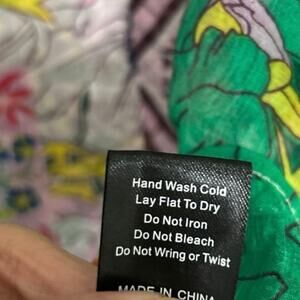 Hand Wash Cold
Lay Flat To Dry
Do Not Iron
Do Not Bleach
Do Not Wring or Twist
MADE IN CHINA